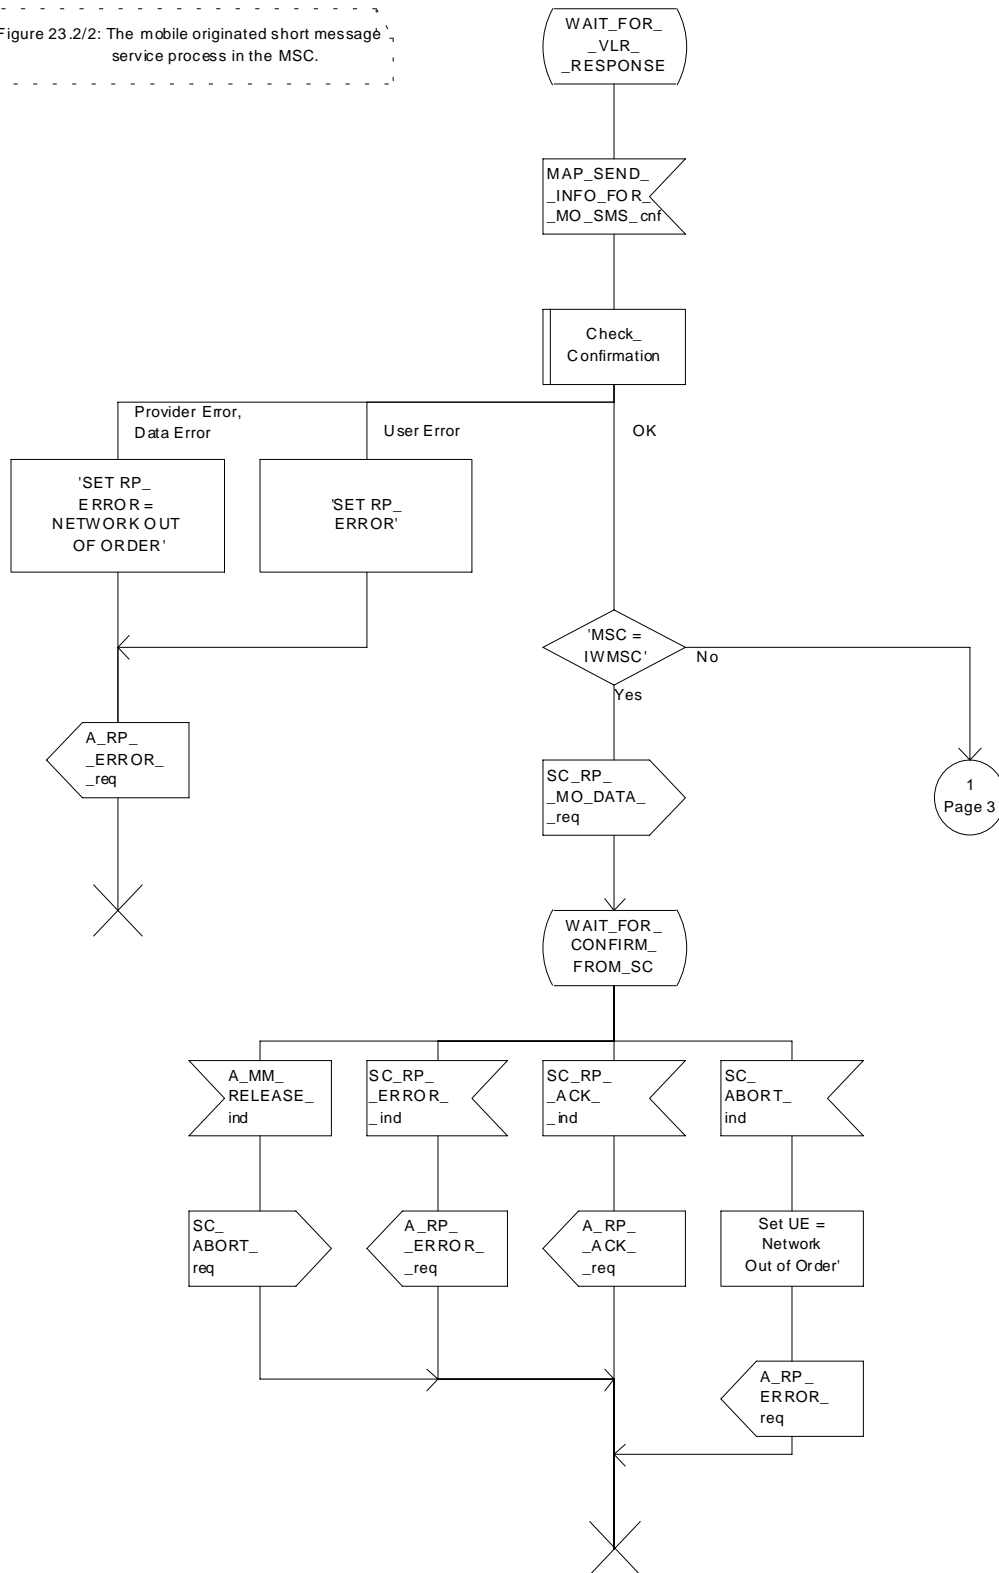 Figure 23.2/2: The mobile originated short message
service process in the MSC.
WAIT_FOR_
_VLR_
_RESPONSE
MAP_SEND_
_INFO_FOR_
_MO_SMS_cnf
Check_
Confirmation
Provider Error,
Data Error
User Error
OK
'SET RP_
ERROR =
NETWORK OUT
OF ORDER'
'SET RP_
ERROR'
'MSC =
IWMSC'
No
Yes
A_RP_
_ERROR_
_req
SC_RP_
_MO_DATA_
_req
1
Page 3
WAIT_FOR_
CONFIRM_
FROM_SC
A_MM_
RELEASE_
ind
SC_RP_
_ERROR_
_ind
SC_RP_
_ACK_
_ind
SC_
ABORT_
ind
SC_
ABORT_
req
A_RP_
_ERROR_
_req
A_RP_
_ACK_
_req
Set UE =
Network
Out of Order'
A_RP_
ERROR_
req